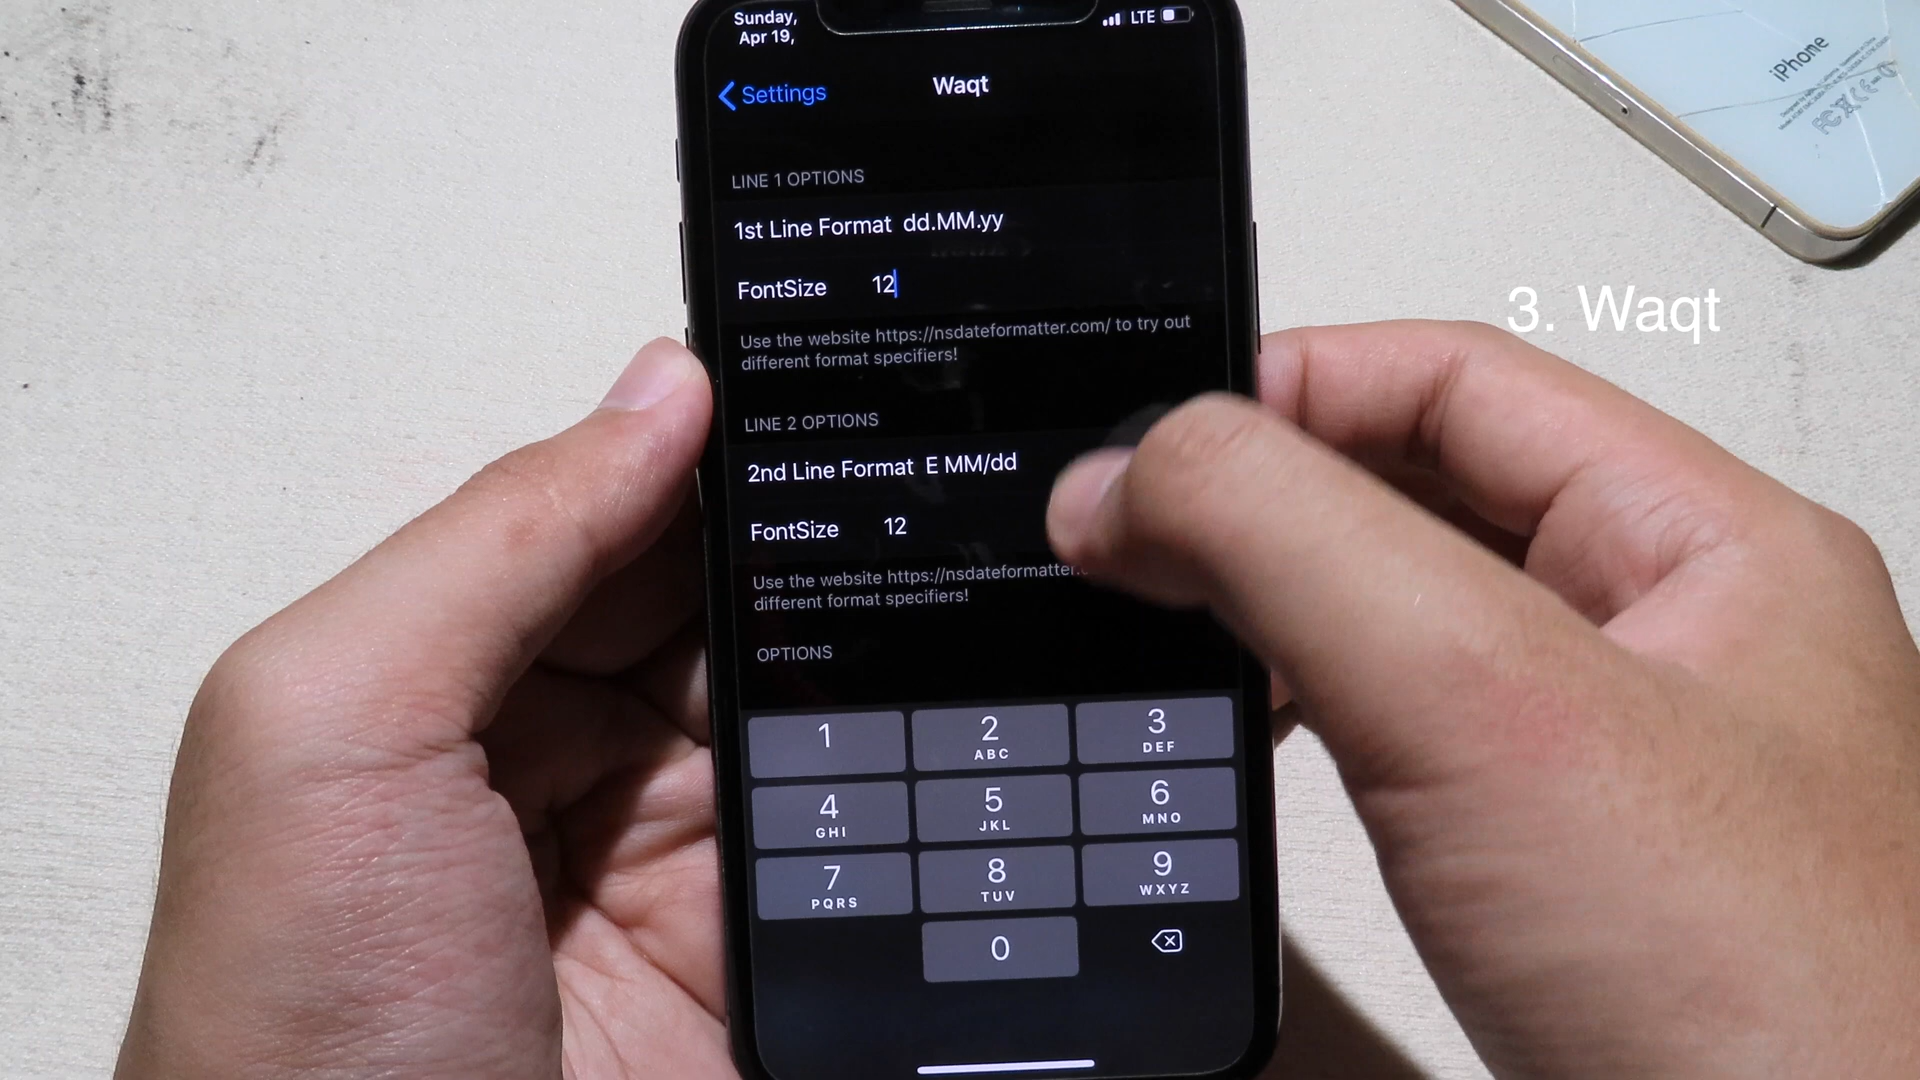 Sunday,
Apr 19,
LTE
Settings
Waqt
LINE 1 OPTIONS
1st Line Format dd.MM.yy
FontSize 12
Use the website https://nsdateformatter.com/ to try out
different format specifiers!
LINE 2 OPTIONS
2nd Line Format E MM/dd
FontSize 12
Use the website https://nsdateformatter.
different format specifiers!
OPTIONS
1
2
ABC
3
DEF
4
GHI
5
JKL
6
MNO
7
PQRS
8
TUV
9
WXYZ
0
3. Waqt
iPhone